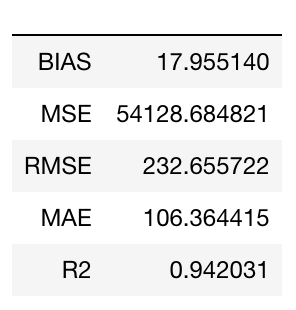 BIAS 17.955140
MSE 54128.684821
RMSE 232.655722
MAE 106.364415
R2 0.942031